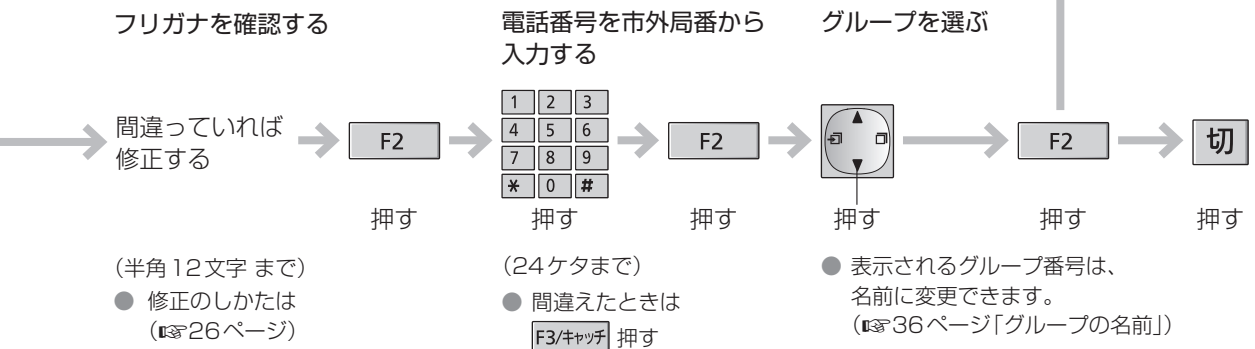 フリガナを確認する
間違っていれば
修正する
F2
押す
(半角12文字 まで)
● 修正のしかたは
(☞26ページ)
電話番号を市外局番から
入力する
1 2 3
4 5 6
7 8 9
* 0 #
押す
F2
押す
(24ケタまで)
● 間違えたときは
F3/キャッチ 押す
グループを選ぶ
押す
F2
押す
切
押す
● 表示されるグループ番号は、
名前に変更できます。
(☞36ページ「グループの名前」)